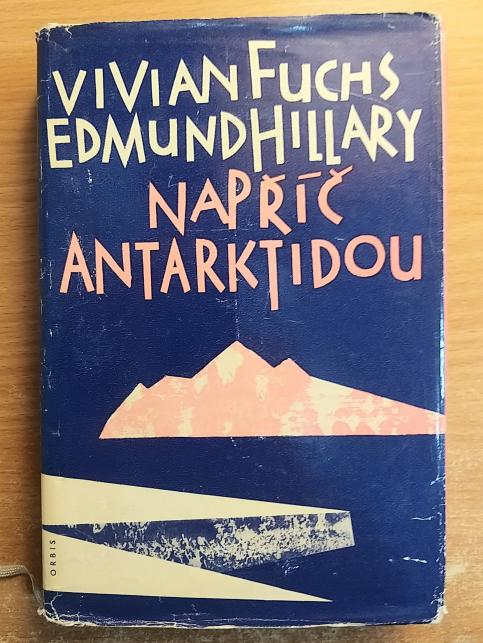 VIVIAN FUCHS
EDMUND HILLARY
NAPŘÍČ
ANTARKTIDOU
ORBIS